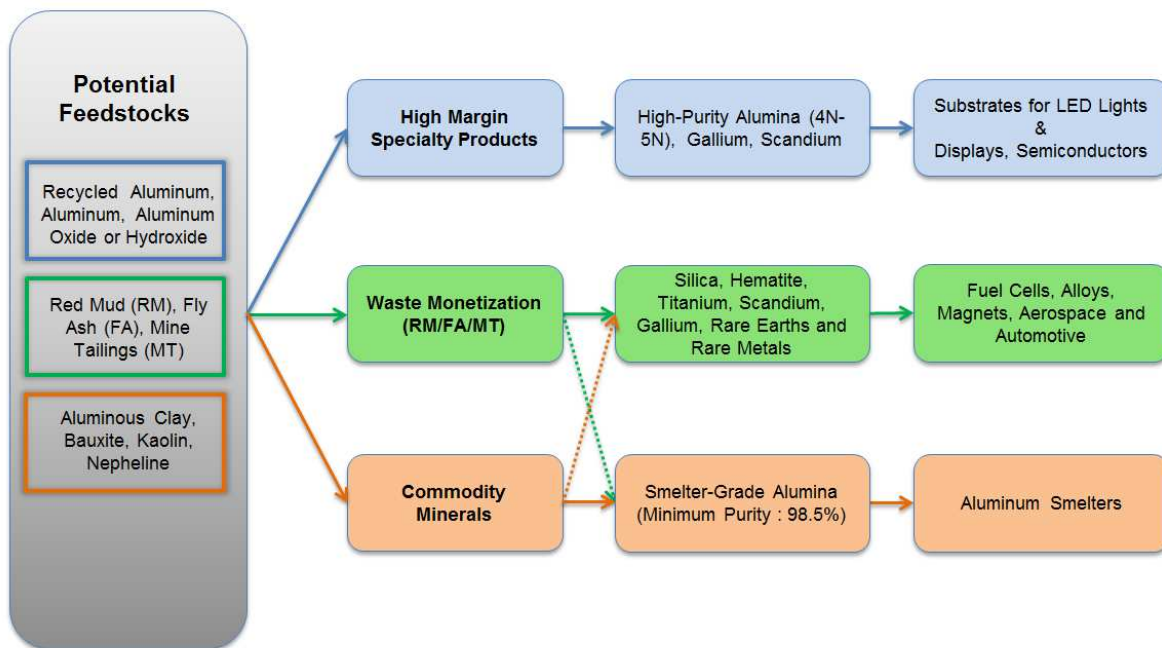 Potential
Feedstocks
Recycled Aluminum,
Aluminum, Aluminum
Oxide or Hydroxide
Red Mud (RM), Fly
Ash (FA), Mine
Tailings (MT)
Aluminous Clay,
Bauxite, Kaolin,
Nepheline
High Margin
Specialty Products
High-Purity Alumina (4N-
5N), Gallium, Scandium
Substrates for LED Lights
&
Displays, Semiconductors
Waste Monetization
(RM/FA/MT)
Silica, Hematite,
Titanium, Scandium,
Gallium, Rare Earths and
Rare Metals
Fuel Cells, Alloys,
Magnets, Aerospace and
Automotive
Commodity
Minerals
Smelter-Grade Alumina
(Minimum Purity : 98.5%)
Aluminum Smelters